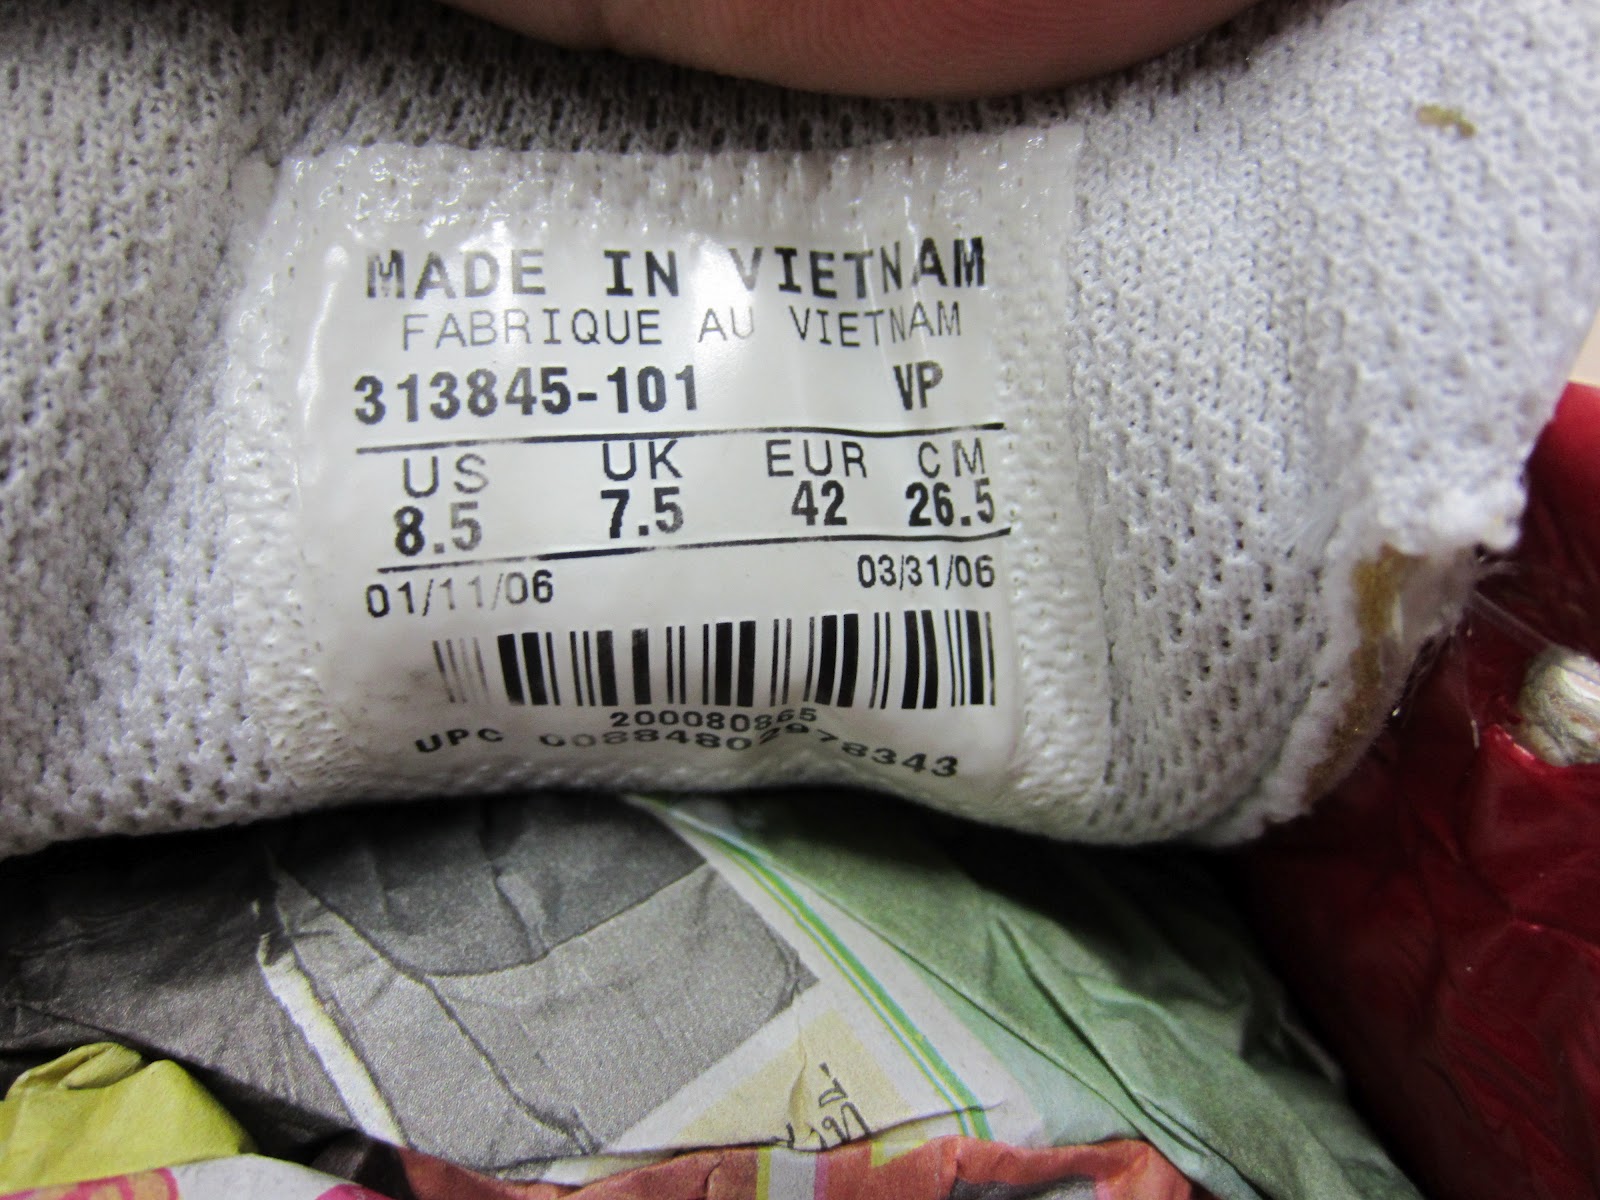 MADE IN VIETNAM
FABRIQUE AU VIETNAM
313845-101 VP
US UK EUR CM
8.5 7.5 42 26.5
01/11/06 03/31/06
200080865
UPC 00884802978343